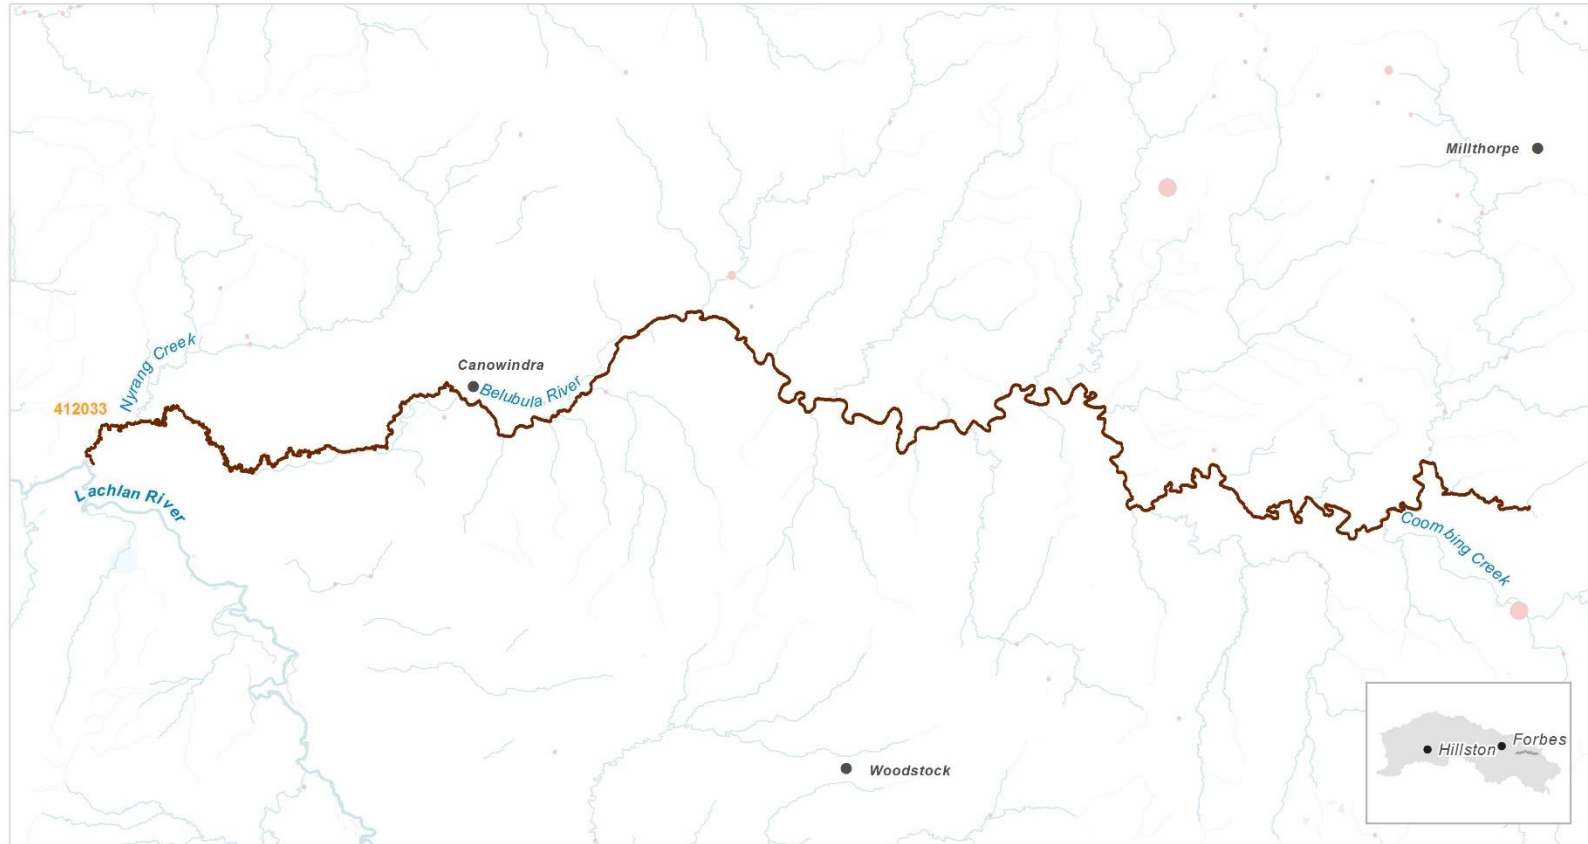 Millthorpe
Nyrang Creek
Canowindra
Belubula River
412033
Lachlan River
Coombing Creek
Woodstock
Hillston
Forbes